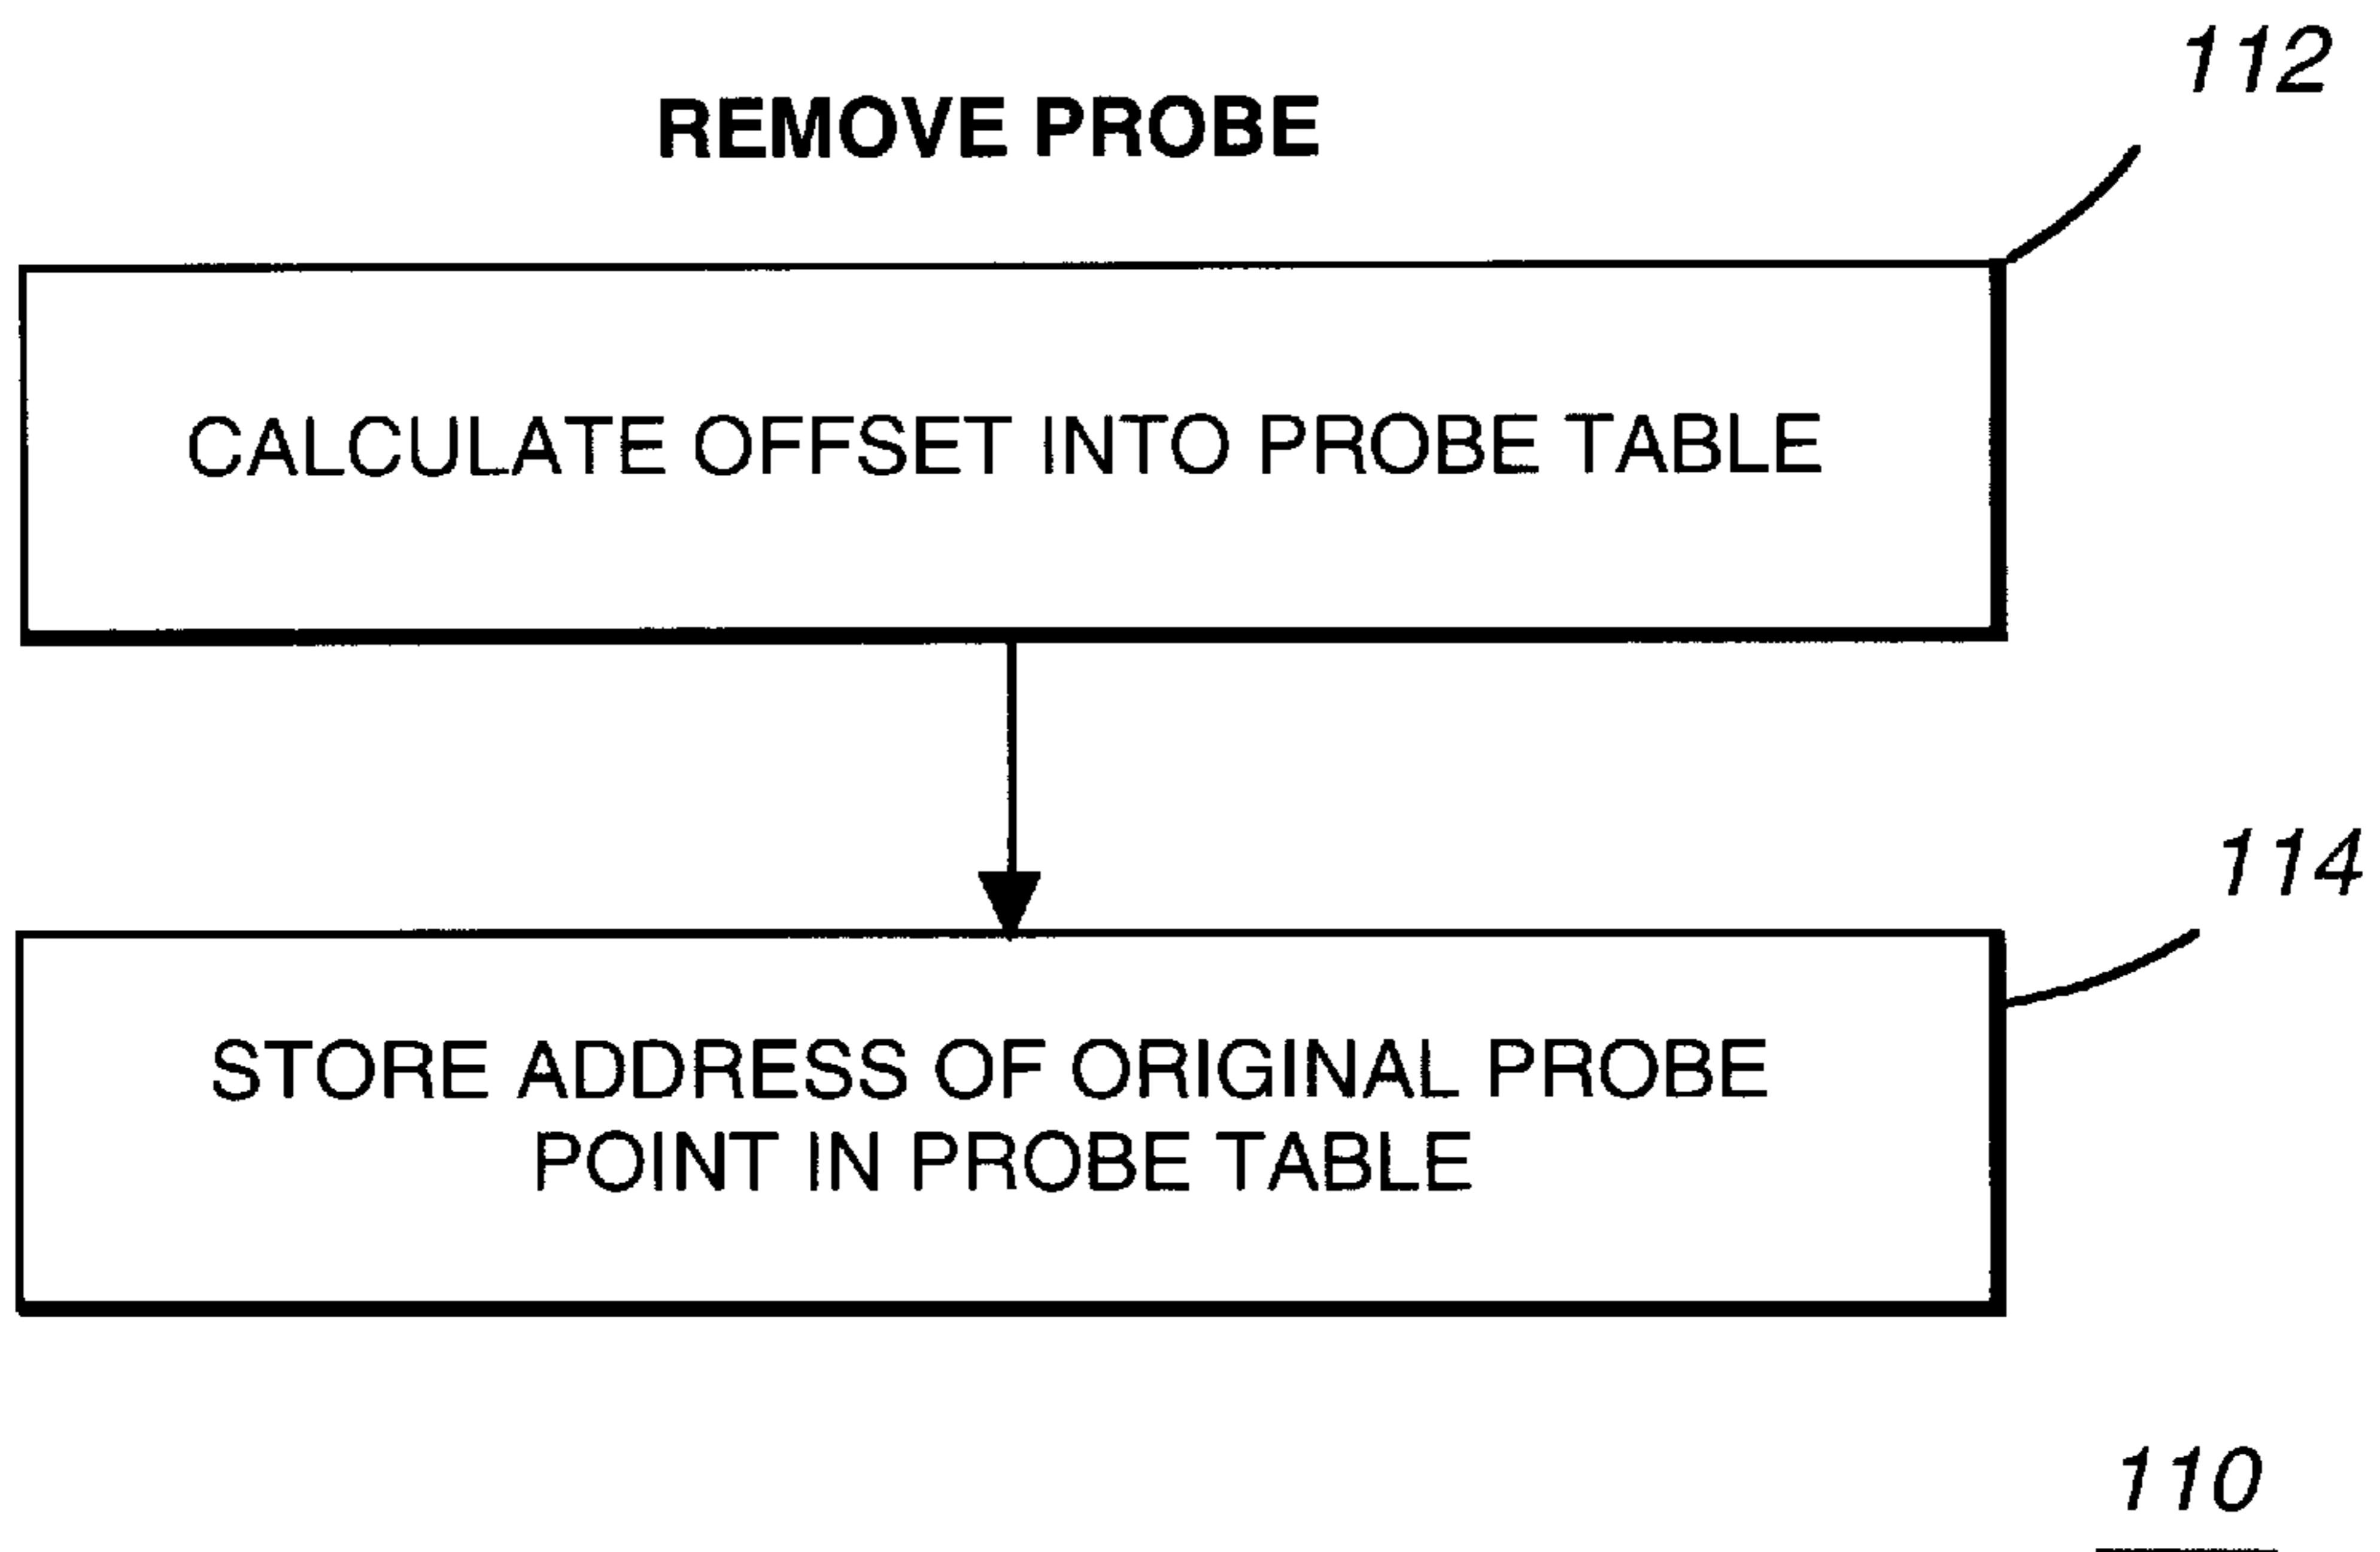 112
REMOVE PROBE
CALCULATE OFFSET INTO PROBE TABLE
114
STORE ADDRESS OF ORIGINAL PROBE
POINT IN PROBE TABLE
110